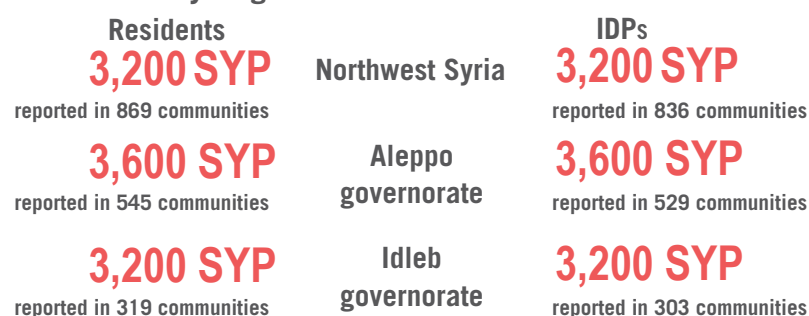 Residents IDPs
3,200 SYP Northwest Syria 3,200 SYP
reported in 869 communities reported in 836 communities
3,600 SYP Aleppo governorate 3,600 SYP
reported in 545 communities reported in 529 communities
3,200 SYP Idleb governorate 3,200 SYP
reported in 319 communities reported in 303 communities